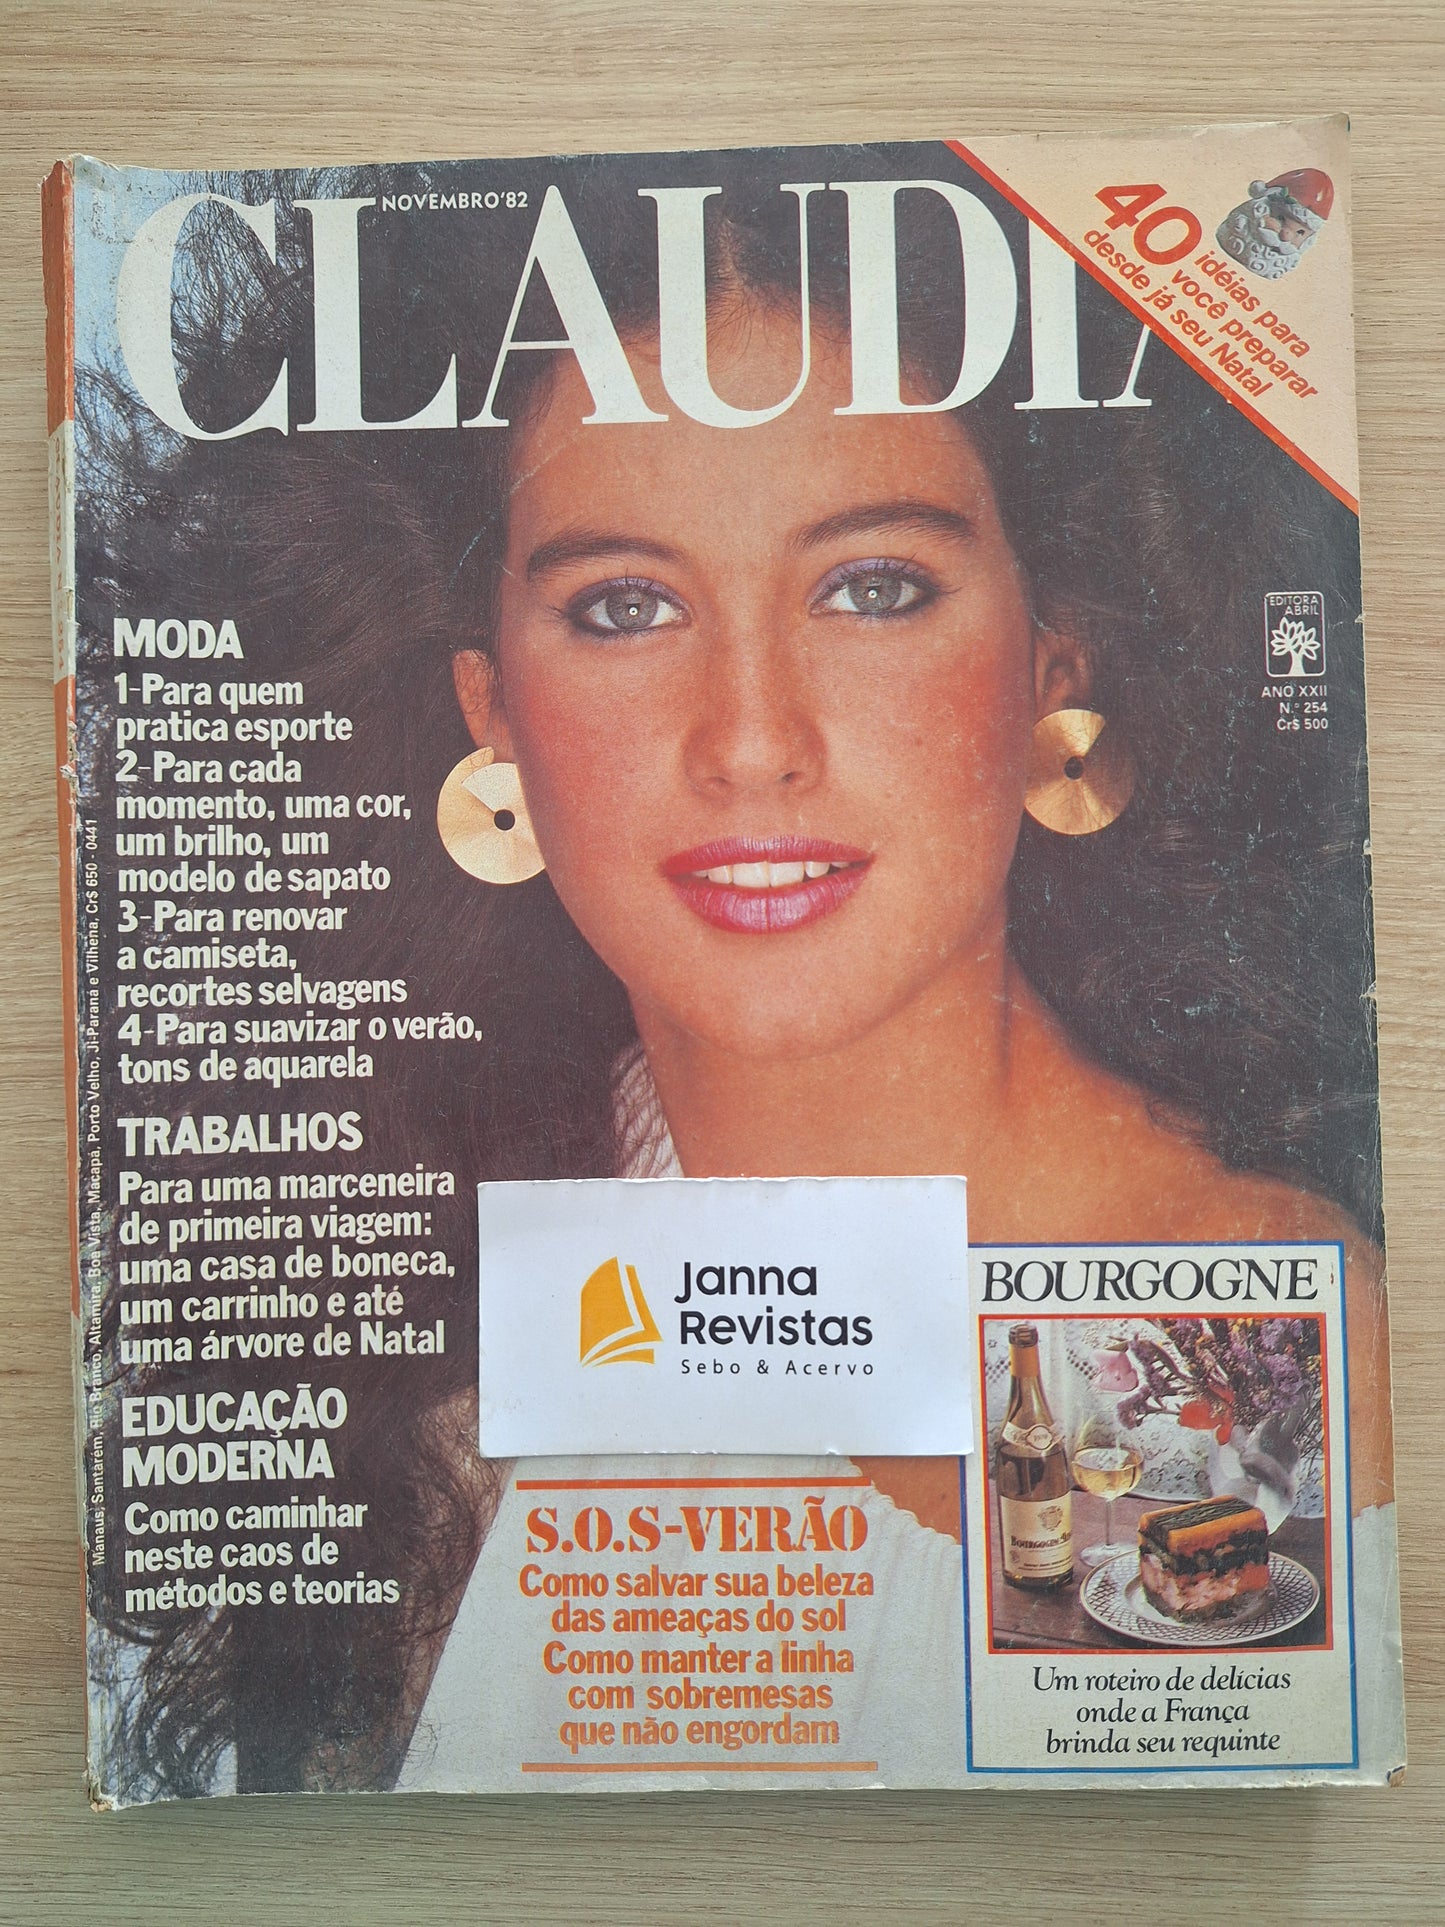 NOVEMBRO'82
CLAUDIA
40
idéias para
você preparar
desde já seu Natal
EDITORA
ABRIL
ANO XXII
N.º 254
Cr$ 500
MODA
1-Para quem
pratica esporte
2-Para cada
momento, uma cor,
um brilho, um
modelo de sapato
3-Para renovar
a camiseta,
recortes selvagens
4-Para suavizar o verão,
tons de aquarela
TRABALHOS
Para uma marceneira
de primeira viagem:
uma casa de boneca,
um carrinho e até
uma árvore de Natal
EDUCAÇÃO
MODERNA
Como caminhar
neste caos de
métodos e teorias
Manaus, Santarém, Rio Branco, Altamira, Boa Vista, Macapá, Porto Velho, Ji-Paraná e Vilhena, Cr$ 650 - 0441
Janna
Revistas
Sebo & Acervo
S.O.S-VERÃO
Como salvar sua beleza
das ameaças do sol
Como manter a linha
com sobremesas
que não engordam
BOURGOGNE
BOURGOGNE
Um roteiro de delícias
onde a França
brinda seu requinte